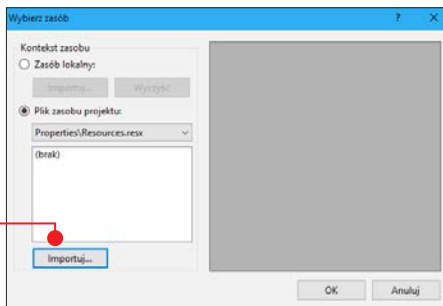 Wybierz zasób
? X
Kontekst zasobu
Zasób lokalny:
Importuj... Wyczyść
Plik zasobu projektu:
Properties\Resources.resx
(brak)
Importuj...
OK Anuluj